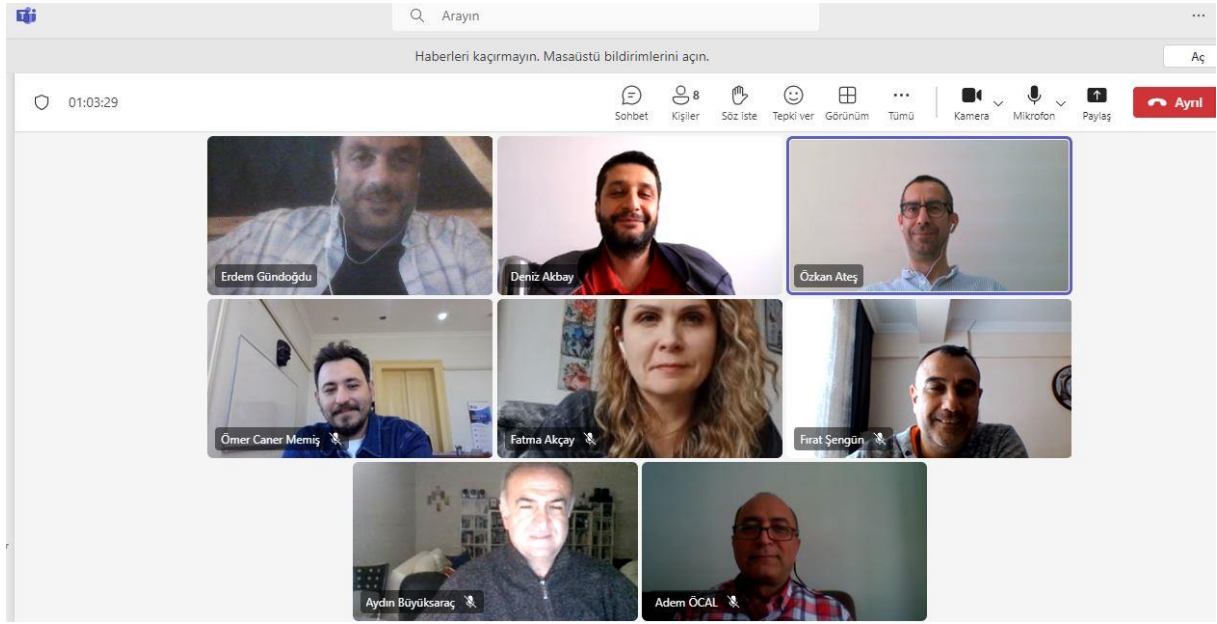 Arayın
Haberleri kaçırmayın. Masaüstü bildirimlerini açın.
Aç
01:03:29
8
Sohbet Kişiler Söz iste Tepki ver Görünüm Tümü Kamera Mikrofon Paylaş Ayrıl
Erdem Gündoğdu
Deniz Akbay
Özkan Ateş
Ömer Caner Memiş
Fatma Akçay
Fırat Şengün
Aydın Büyüksaraç
Adem ÖCAL